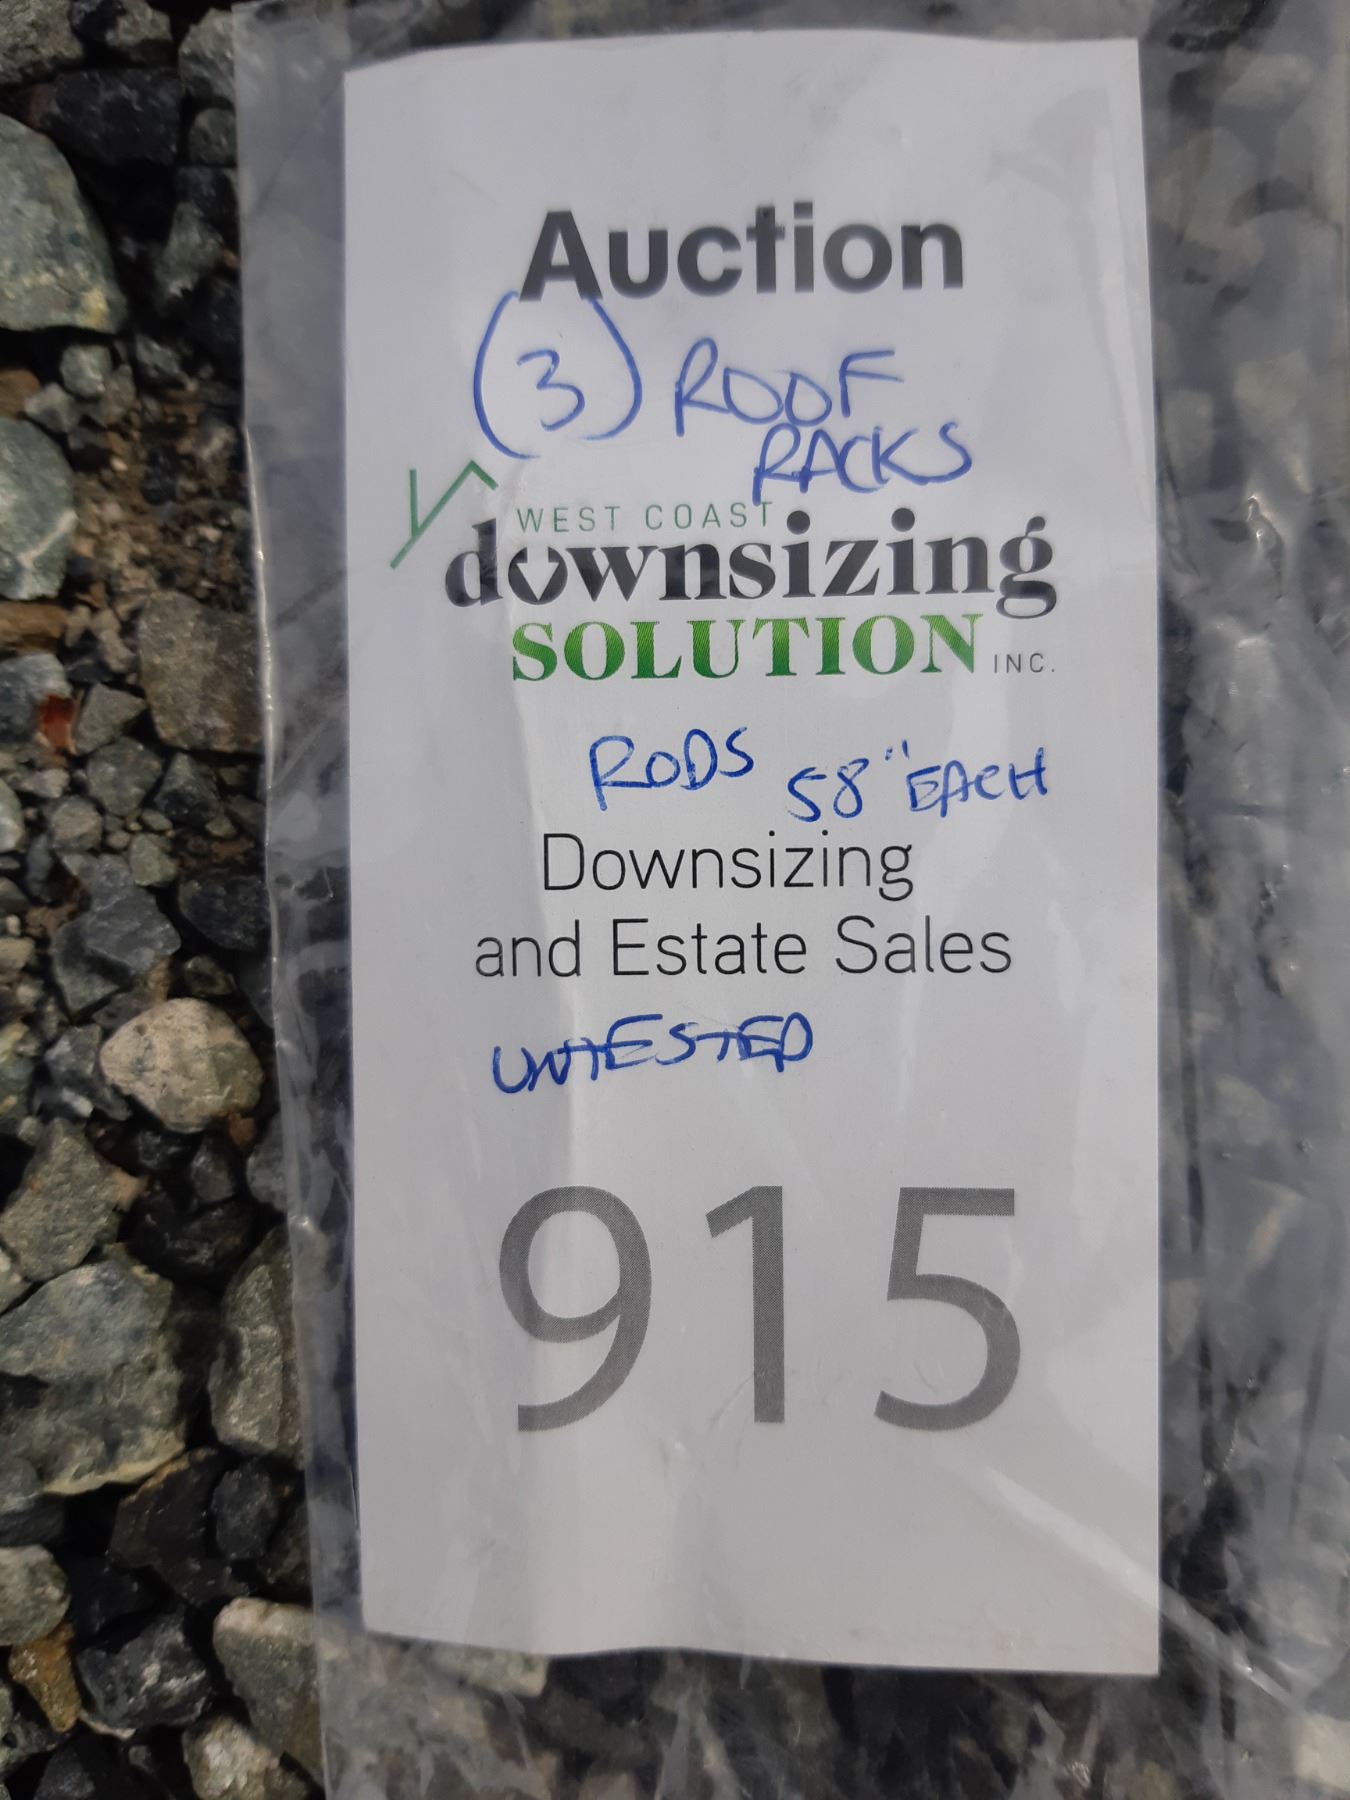 Auction
(3) ROOF
RACKS
WEST COAST
downsizing
SOLUTION INC.
RODS 58" EACH
Downsizing
and Estate Sales
UNTESTED
915